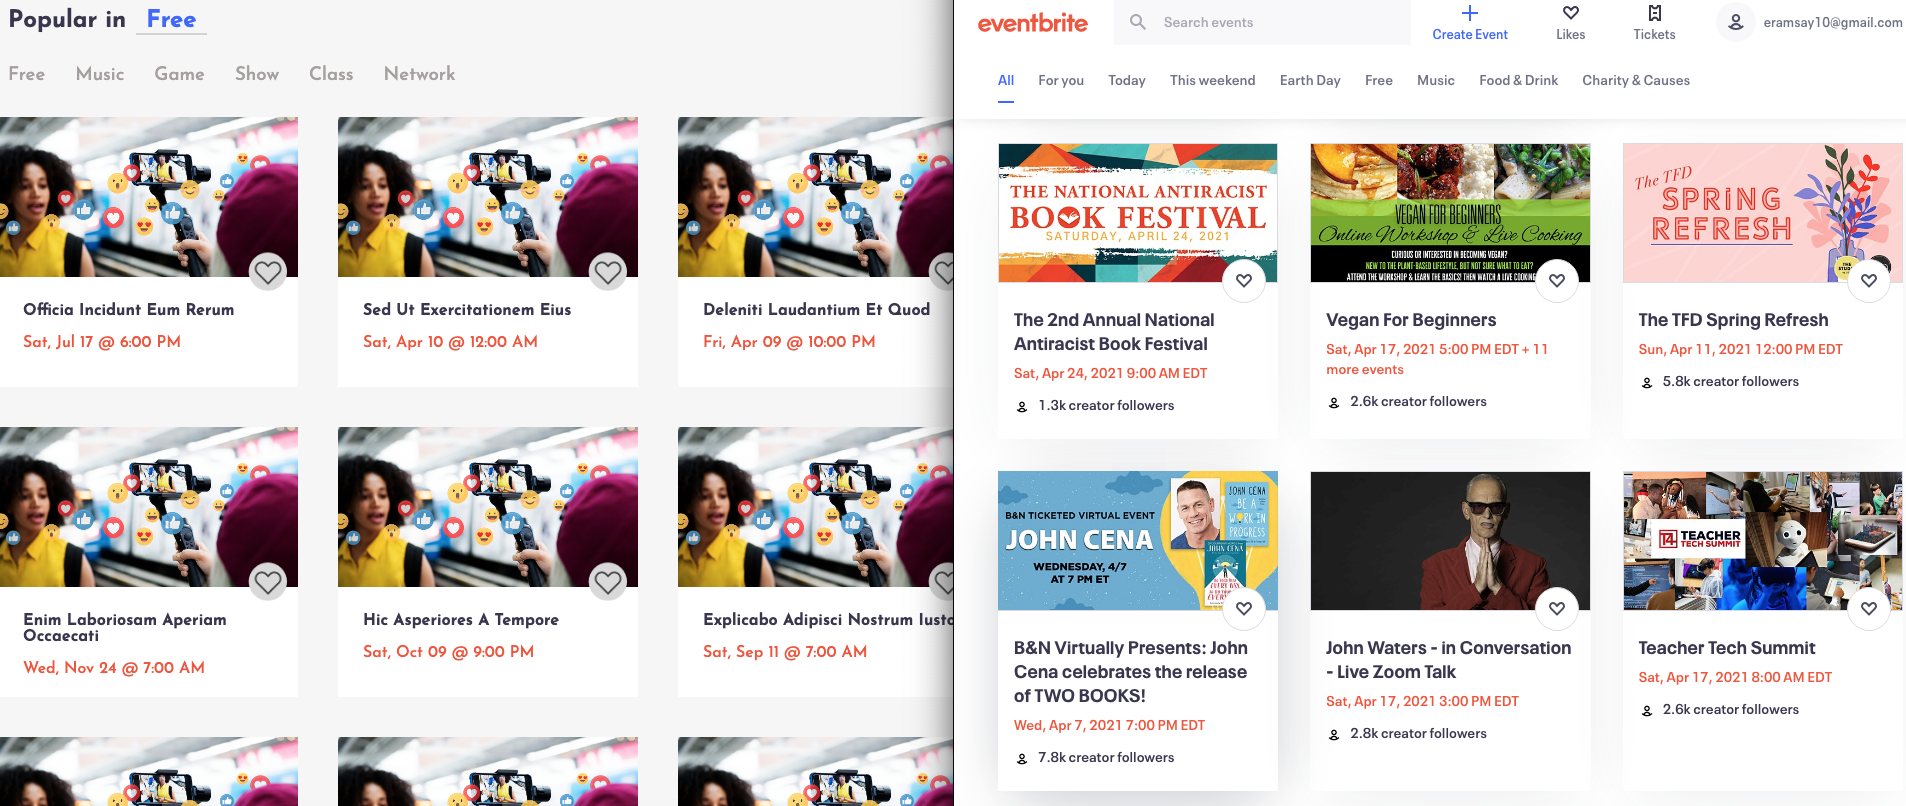 Popular in Free
Free Music Game Show Class Network
Officia Incidunt Eum Rerum
Sat, Jul 17 @ 6:00 PM
Sed Ut Exercitationem Eius
Sat, Apr 10 @ 12:00 AM
Deleniti Laudantium Et Quod
Fri, Apr 09 @ 10:00 PM
Enim Laboriosam Aperiam
Occaecati
Wed, Nov 24 @ 7:00 AM
Hic Asperiores A Tempore
Sat, Oct 09 @ 9:00 PM
Explicabo Adipisci Nostrum Iusto
Sat, Sep 11 @ 7:00 AM
eventbrite
Search events
Create Event
Likes
Tickets
eramsay10@gmail.com
All For you Today This weekend Earth Day Free Music Food & Drink Charity & Causes
THE NATIONAL ANTIRACIST
BOOK FESTIVAL
SATURDAY, APRIL 24, 2021
The 2nd Annual National
Antiracist Book Festival
Sat, Apr 24, 2021 9:00 AM EDT
1.3k creator followers
VEGAN FOR BEGINNERS
Online Workshop & Live Cooking
CURIOUS OR INTERESTED IN BECOMING VEGAN?
NEW TO THE PLANT-BASED LIFESTYLE, BUT NOT SURE WHAT TO EAT?
ATTEND THE WORKSHOP & LEARN THE BASICS! THEN WATCH A LIVE COOKING
Vegan For Beginners
Sat, Apr 17, 2021 5:00 PM EDT + 11
more events
2.6k creator followers
The TFD
SPRING
REFRESH
The TFD Spring Refresh
Sun, Apr 11, 2021 12:00 PM EDT
5.8k creator followers
B&N TICKETED VIRTUAL EVENT
JOHN CENA
WEDNESDAY, 4/7
AT 7 PM ET
JOHN CENA
BE A
WORK IN
PROGRESS
JOHN CENA
B&N Virtually Presents: John
Cena celebrates the release
of TWO BOOKS!
Wed, Apr 7, 2021 7:00 PM EDT
7.8k creator followers
John Waters - in Conversation
- Live Zoom Talk
Sat, Apr 17, 2021 3:00 PM EDT
2.8k creator followers
TEACHER
TECH SUMMIT
Teacher Tech Summit
Sat, Apr 17, 2021 8:00 AM EDT
2.6k creator followers